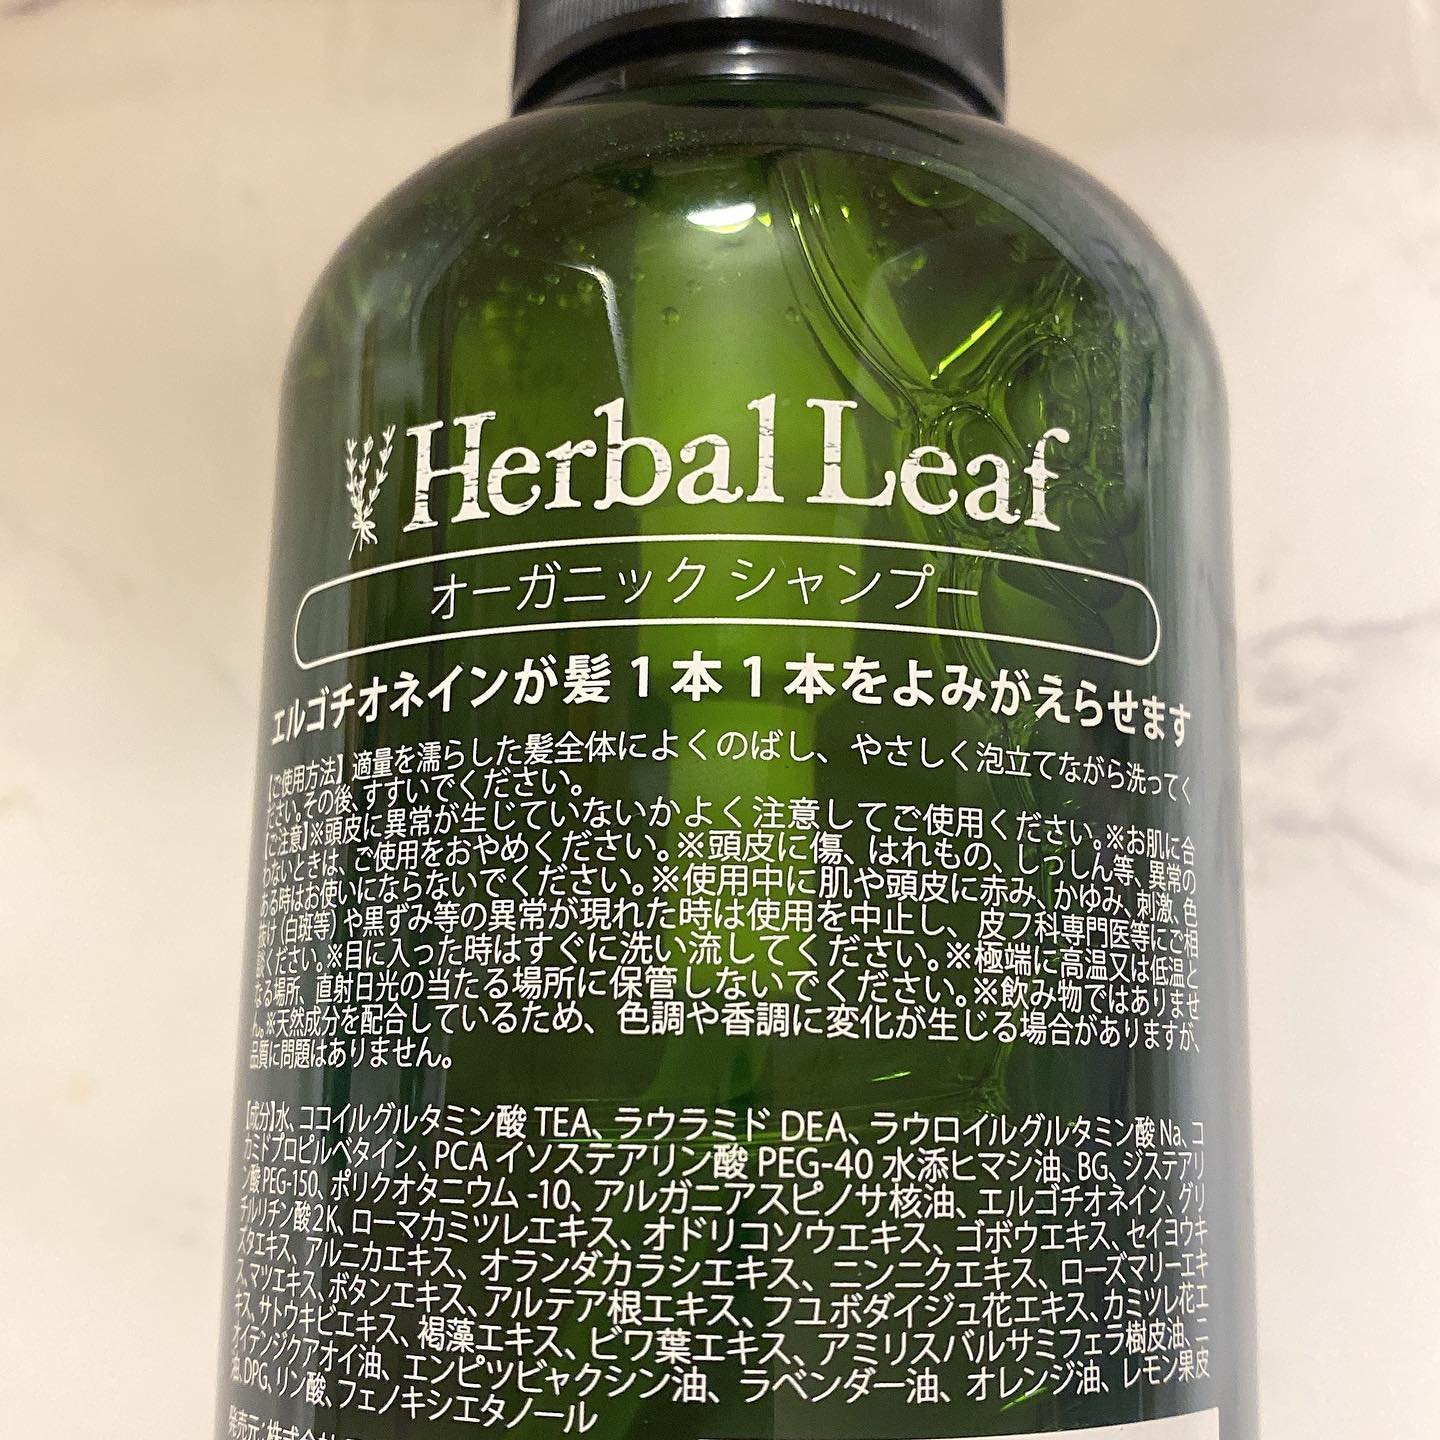 Herbal Leaf
オーガニック シャンプー
エルゴチオネインが髪1本1本をよみがえらせます
【ご使用方法】適量を濡らした髪全体によくのばし、やさしく泡立てながら洗ってく
ださい。その後、すすいでください。
【ご注意】※頭皮に異常が生じていないかよく注意してご使用ください。※お肌に合
わないときは、ご使用をおやめください。※頭皮に傷、はれもの、しっしん等、異常の
ある時はお使いにならないでください。※使用中に肌や頭皮に赤み、かゆみ、刺激、色
抜け(白斑等)や黒ずみ等の異常が現れた時は使用を中止し、皮フ科専門医等にご相
談ください。※目に入った時はすぐに洗い流してください。※極端に高温又は低温と
なる場所、直射日光の当たる場所に保管しないでください。※飲み物ではありませ
ん。※天然成分を配合しているため、色調や香調に変化が生じる場合がありますが、
品質に問題はありません。
【成分】水、ココイルグルタミン酸TEA、ラウラミドDEA、ラウロイルグルタミン酸Na、コ
カミドプロピルベタイン、PCAイソステアリン酸PEG-40水添ヒマシ油、BG、ジステアリ
ン酸PEG-150、ポリクオタニウム-10、アルガニアスピノサ核油、エルゴチオネイン、グリ
チルリチン酸2K、ローマカミツレエキス、オドリコソウエキス、ゴボウエキス、セイヨウキ
ズタエキス、アルニカエキス、オランダカラシエキス、ニンニクエキス、ローズマリーエキ
ス、マツエキス、ボタンエキス、アルテア根エキス、フユボダイジュ花エキス、カミツレ花エ
キス、サトウキビエキス、褐藻エキス、ビワ葉エキス、アミリスバルサミフェラ樹皮油、ニ
オイテンジクアオイ油、エンピツビャクシン油、ラベンダー油、オレンジ油、レモン果皮
油、DPG、リン酸、フェノキシエタノール
発売元:株式会社